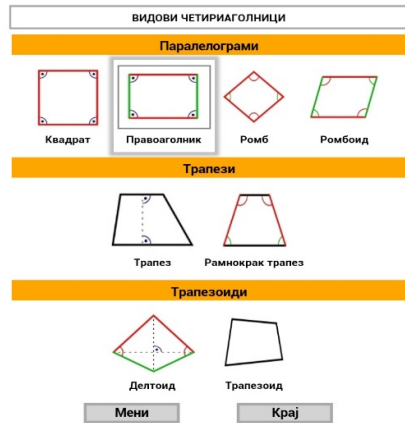 ВИДОВИ ЧЕТИРИАГОЛНИЦИ
Паралелограми
Квадрат Правоаголник Ромб Ромбоид
Трапези
Трапез Рамнокрак трапез
Трапезоиди
Делтоид Трапезоид
Мени Крај